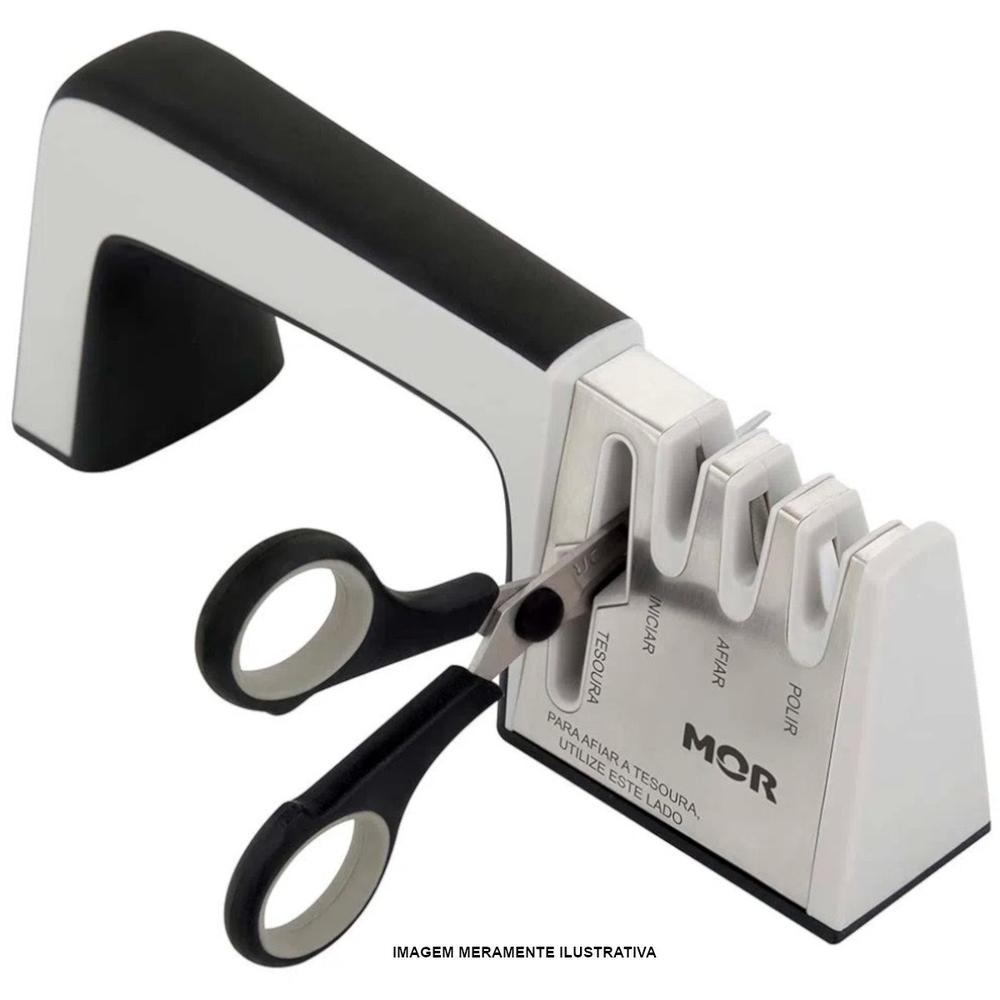 TESOURA
INICIAR
AFIAR
POLIR
PARA AFIAR A TESOURA,
UTILIZE ESTE LADO
MOR
IMAGEM MERAMENTE ILUSTRATIVA